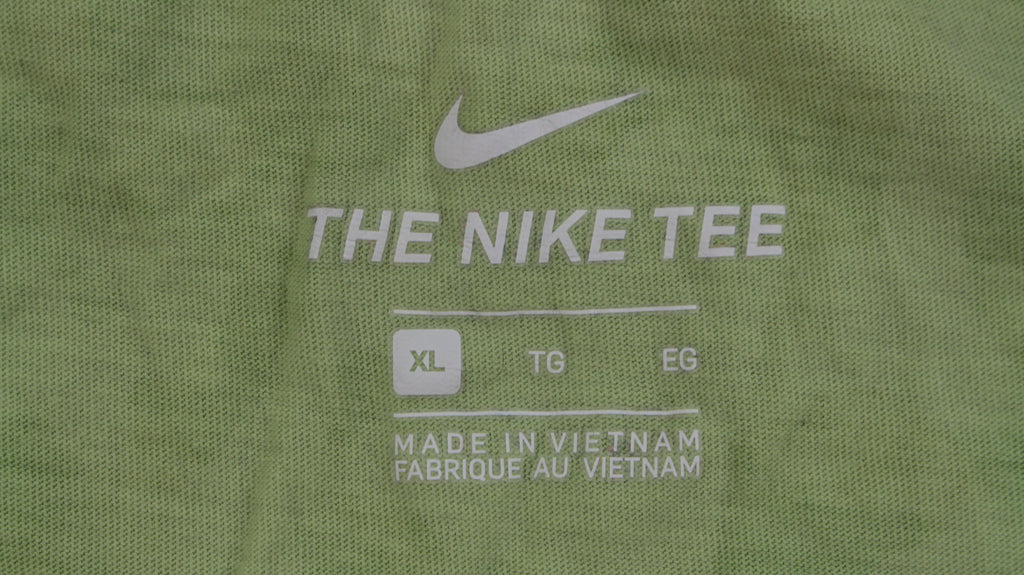 THE NIKE TEE
XL TG EG
MADE IN VIETNAM
FABRIQUE AU VIETNAM